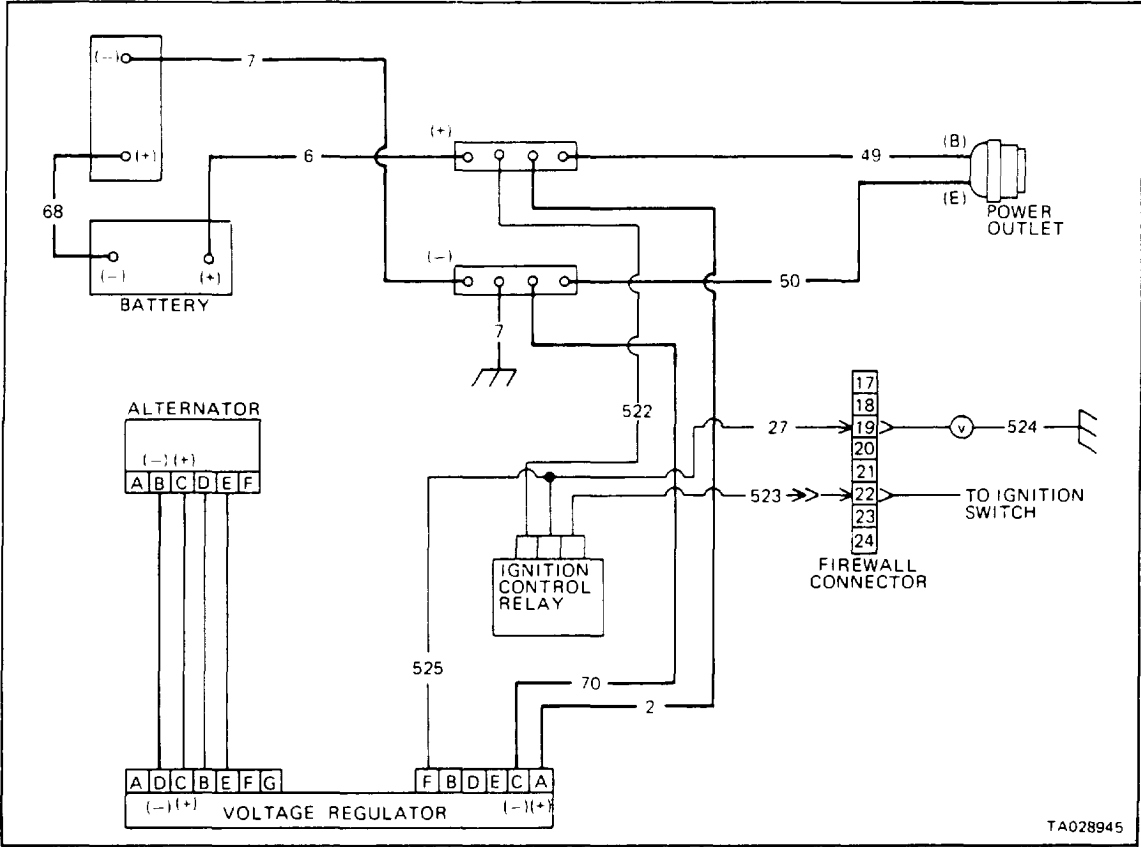 (-)
7
(+)
6
(+)
49
(B)
(E)
POWER
OUTLET
68
(-)
(+)
BATTERY
(-)
50
7
ALTERNATOR
(-) (+)
A B C D E F
522
27
523
17
18
19
20
21
22
23
24
V
524
TO IGNITION
SWITCH
FIREWALL
CONNECTOR
IGNITION
CONTROL
RELAY
525
70
2
A D C B E F G
(-) (+)
F B D E C A
(-)(+)
VOLTAGE REGULATOR
TA028945